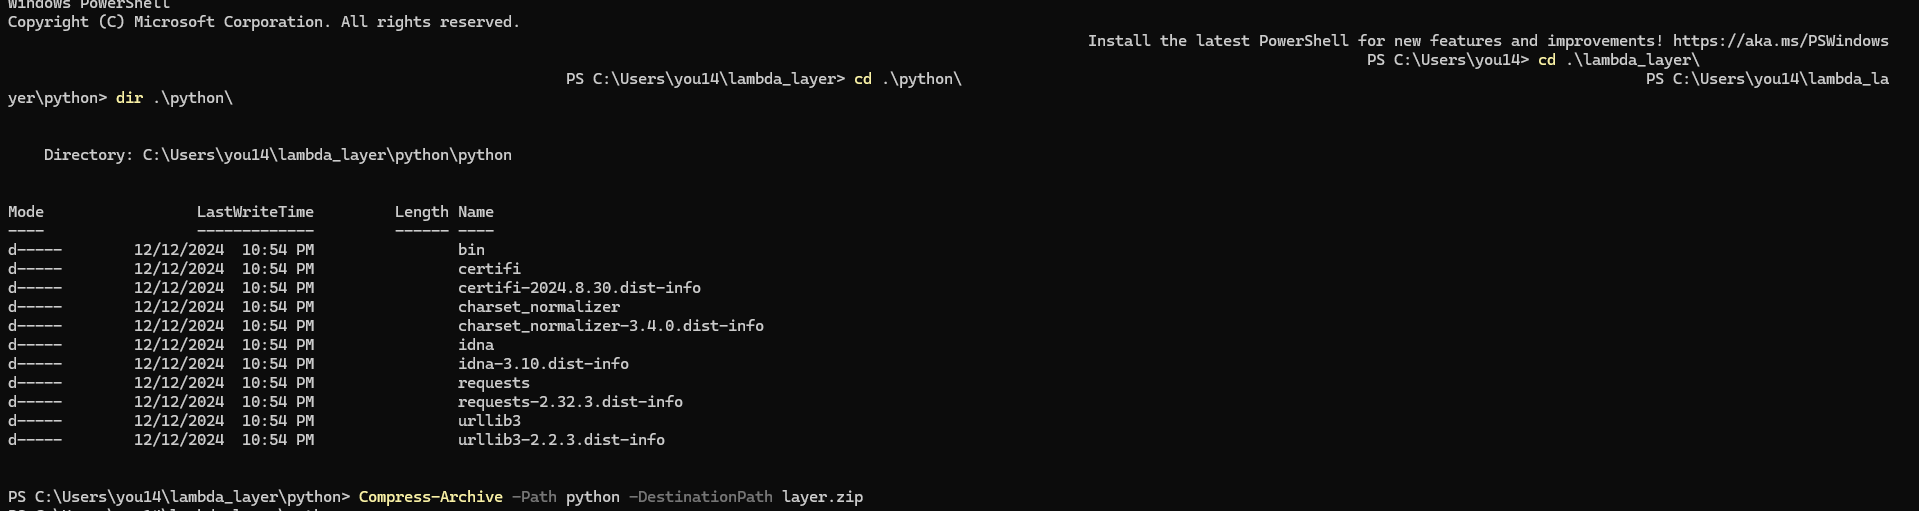 Windows PowerShell
Copyright (C) Microsoft Corporation. All rights reserved.
Install the latest PowerShell for new features and improvements! https://aka.ms/PSWindows
PS C:\Users\you14> cd .\lambda_layer\
PS C:\Users\you14\lambda_layer> cd .\python\
PS C:\Users\you14\lambda_la
yer\python> dir .\python\
Directory: C:\Users\you14\lambda_layer\python\python
Mode LastWriteTime Length Name
---- ------------- ------ ----
d----- 12/12/2024 10:54 PM bin
d----- 12/12/2024 10:54 PM certifi
d----- 12/12/2024 10:54 PM certifi-2024.8.30.dist-info
d----- 12/12/2024 10:54 PM charset_normalizer
d----- 12/12/2024 10:54 PM charset_normalizer-3.4.0.dist-info
d----- 12/12/2024 10:54 PM idna
d----- 12/12/2024 10:54 PM idna-3.10.dist-info
d----- 12/12/2024 10:54 PM requests
d----- 12/12/2024 10:54 PM requests-2.32.3.dist-info
d----- 12/12/2024 10:54 PM urllib3
d----- 12/12/2024 10:54 PM urllib3-2.2.3.dist-info
PS C:\Users\you14\lambda_layer\python> Compress-Archive -Path python -DestinationPath layer.zip